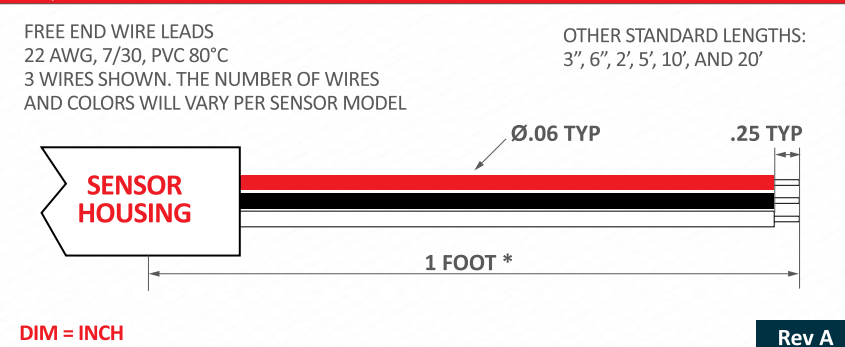 FREE END WIRE LEADS
22 AWG, 7/30, PVC 80°C
3 WIRES SHOWN. THE NUMBER OF WIRES
AND COLORS WILL VARY PER SENSOR MODEL
OTHER STANDARD LENGTHS:
3”, 6”, 2’, 5’, 10’, AND 20’
Ø.06 TYP
.25 TYP
SENSOR
HOUSING
1 FOOT *
DIM = INCH
Rev A